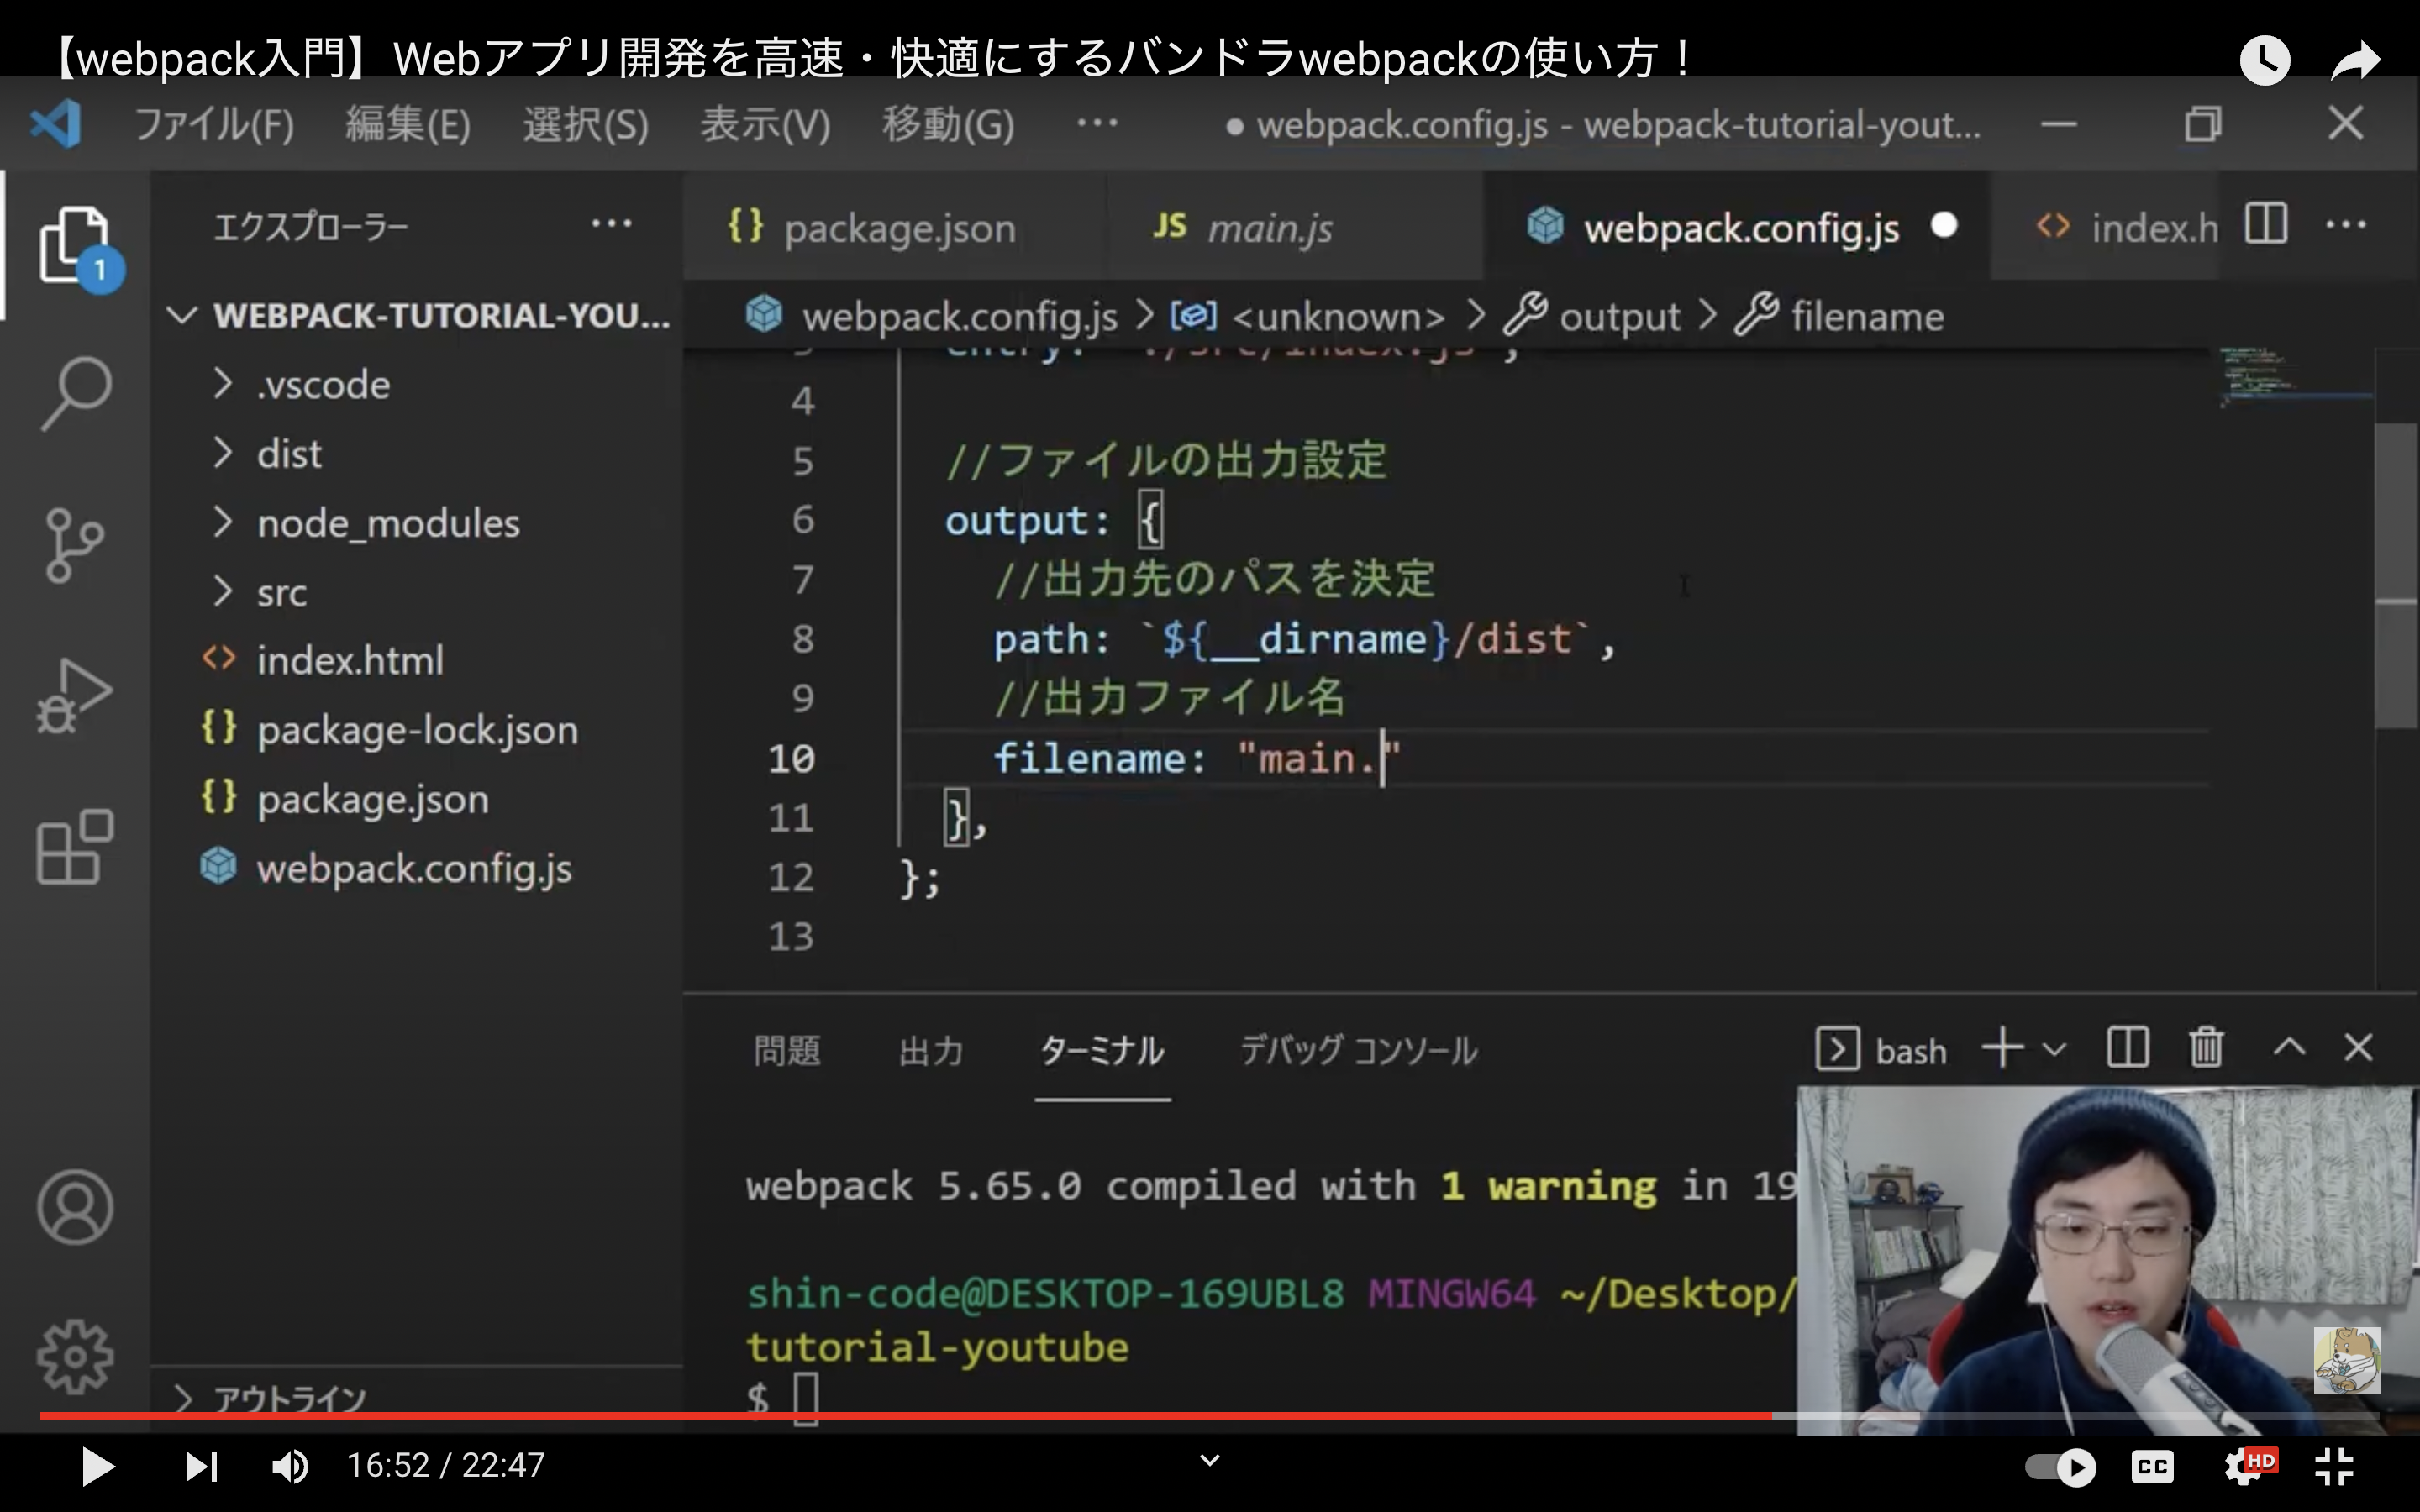 【webpack入門】Webアプリ開発を高速・快適にするバンドラwebpackの使い方！
ファイル(F) 編集(E) 選択(S) 表示(V) 移動(G) ··· ● webpack.config.js - webpack-tutorial-yout...
エクスプローラー ···
1
WEBPACK-TUTORIAL-YOU...
> .vscode
> dist
> node_modules
> src
<> index.html
{} package-lock.json
{} package.json
webpack.config.js
> アウトライン
{} package.json JS main.js webpack.config.js ● <> index.h ···
webpack.config.js > <unknown> > output > filename
3 entry: "./src/index.js",
4
5 //ファイルの出力設定
6 output: {
7 //出力先のパスを決定
8 path: `${__dirname}/dist`,
9 //出力ファイル名
10 filename: "main."
11 },
12 };
13
問題 出力 ターミナル デバッグ コンソール bash
webpack 5.65.0 compiled with 1 warning in 19
shin-code@DESKTOP-169UBL8 MINGW64 ~/Desktop/
tutorial-youtube
$
16:52 / 22:47
CC HD